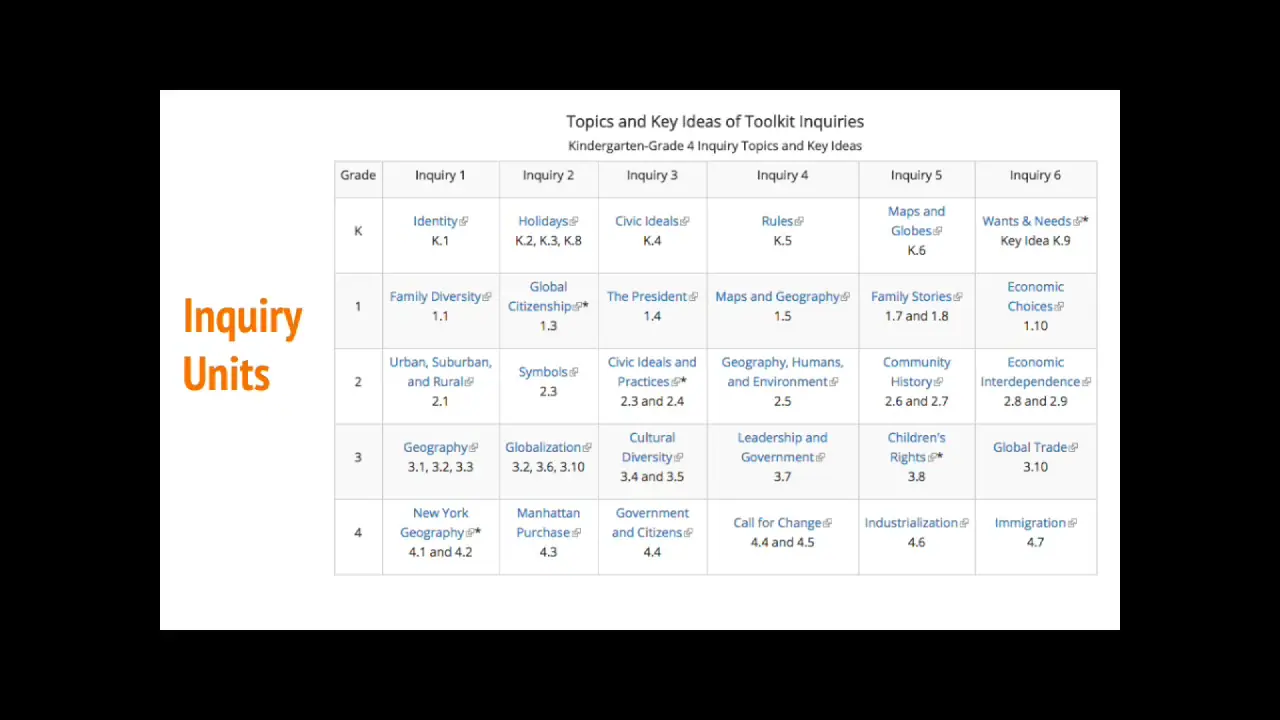 Topics and Key Ideas of Toolkit Inquiries
Kindergarten-Grade 4 Inquiry Topics and Key Ideas
Inquiry
Units
Grade Inquiry 1 Inquiry 2 Inquiry 3 Inquiry 4 Inquiry 5 Inquiry 6
K
Identity
K.1
Holidays
K.2, K.3, K.8
Civic Ideals
K.4
Rules
K.5
Maps and
Globes
K.6
Wants & Needs*
Key Idea K.9
1
Family Diversity
1.1
Global
Citizenship*
1.3
The President
1.4
Maps and Geography
1.5
Family Stories
1.7 and 1.8
Economic
Choices
1.10
2
Urban, Suburban,
and Rural
2.1
Symbols
2.3
Civic Ideals and
Practices*
2.3 and 2.4
Geography, Humans,
and Environment
2.5
Community
History
2.6 and 2.7
Economic
Interdependence
2.8 and 2.9
3
Geography
3.1, 3.2, 3.3
Globalization
3.2, 3.6, 3.10
Cultural
Diversity
3.4 and 3.5
Leadership and
Government
3.7
Children's
Rights*
3.8
Global Trade
3.10
4
New York
Geography*
4.1 and 4.2
Manhattan
Purchase
4.3
Government
and Citizens
4.4
Call for Change
4.4 and 4.5
Industrialization
4.6
Immigration
4.7